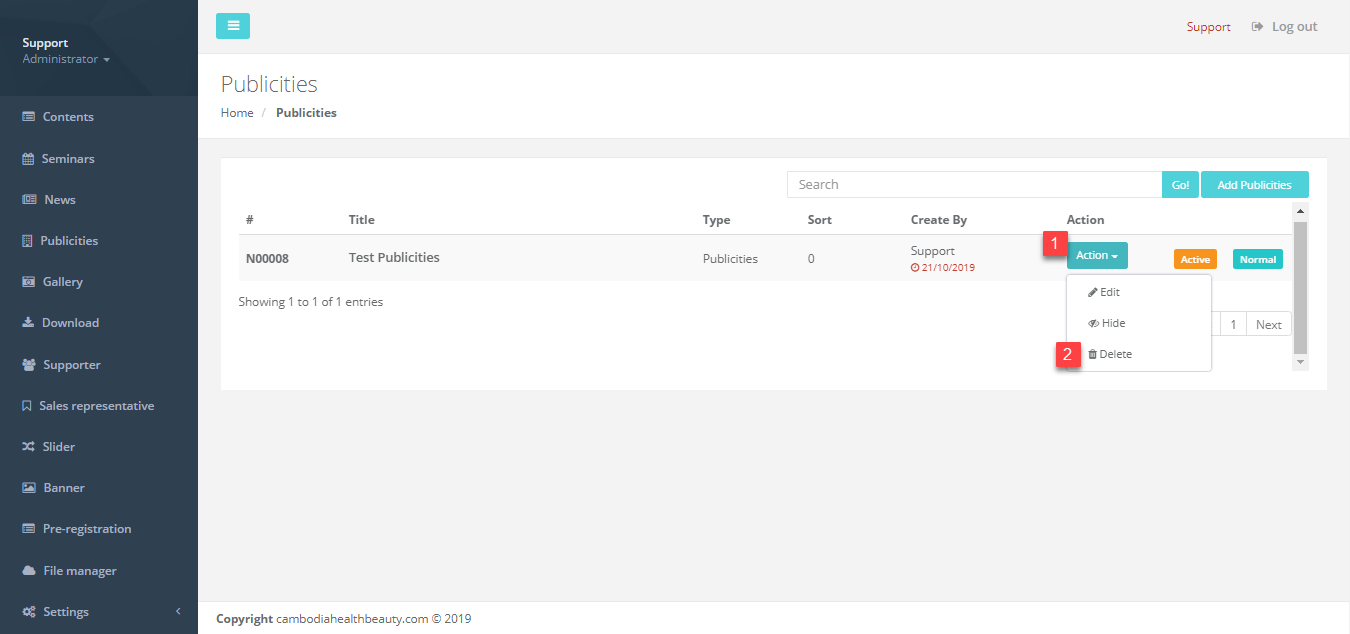 Support
Administrator
Contents
Seminars
News
Publicities
Gallery
Download
Supporter
Sales representative
Slider
Banner
Pre-registration
File manager
Settings
Support Log out
Publicities
Home / Publicities
Search Go! Add Publicities
# Title Type Sort Create By Action
N00008 Test Publicities Publicities 0 Support 1 Action Active Normal
21/10/2019
Edit
Showing 1 to 1 of 1 entries
Hide 1 Next
2 Delete
Copyright cambodiahealthbeauty.com © 2019